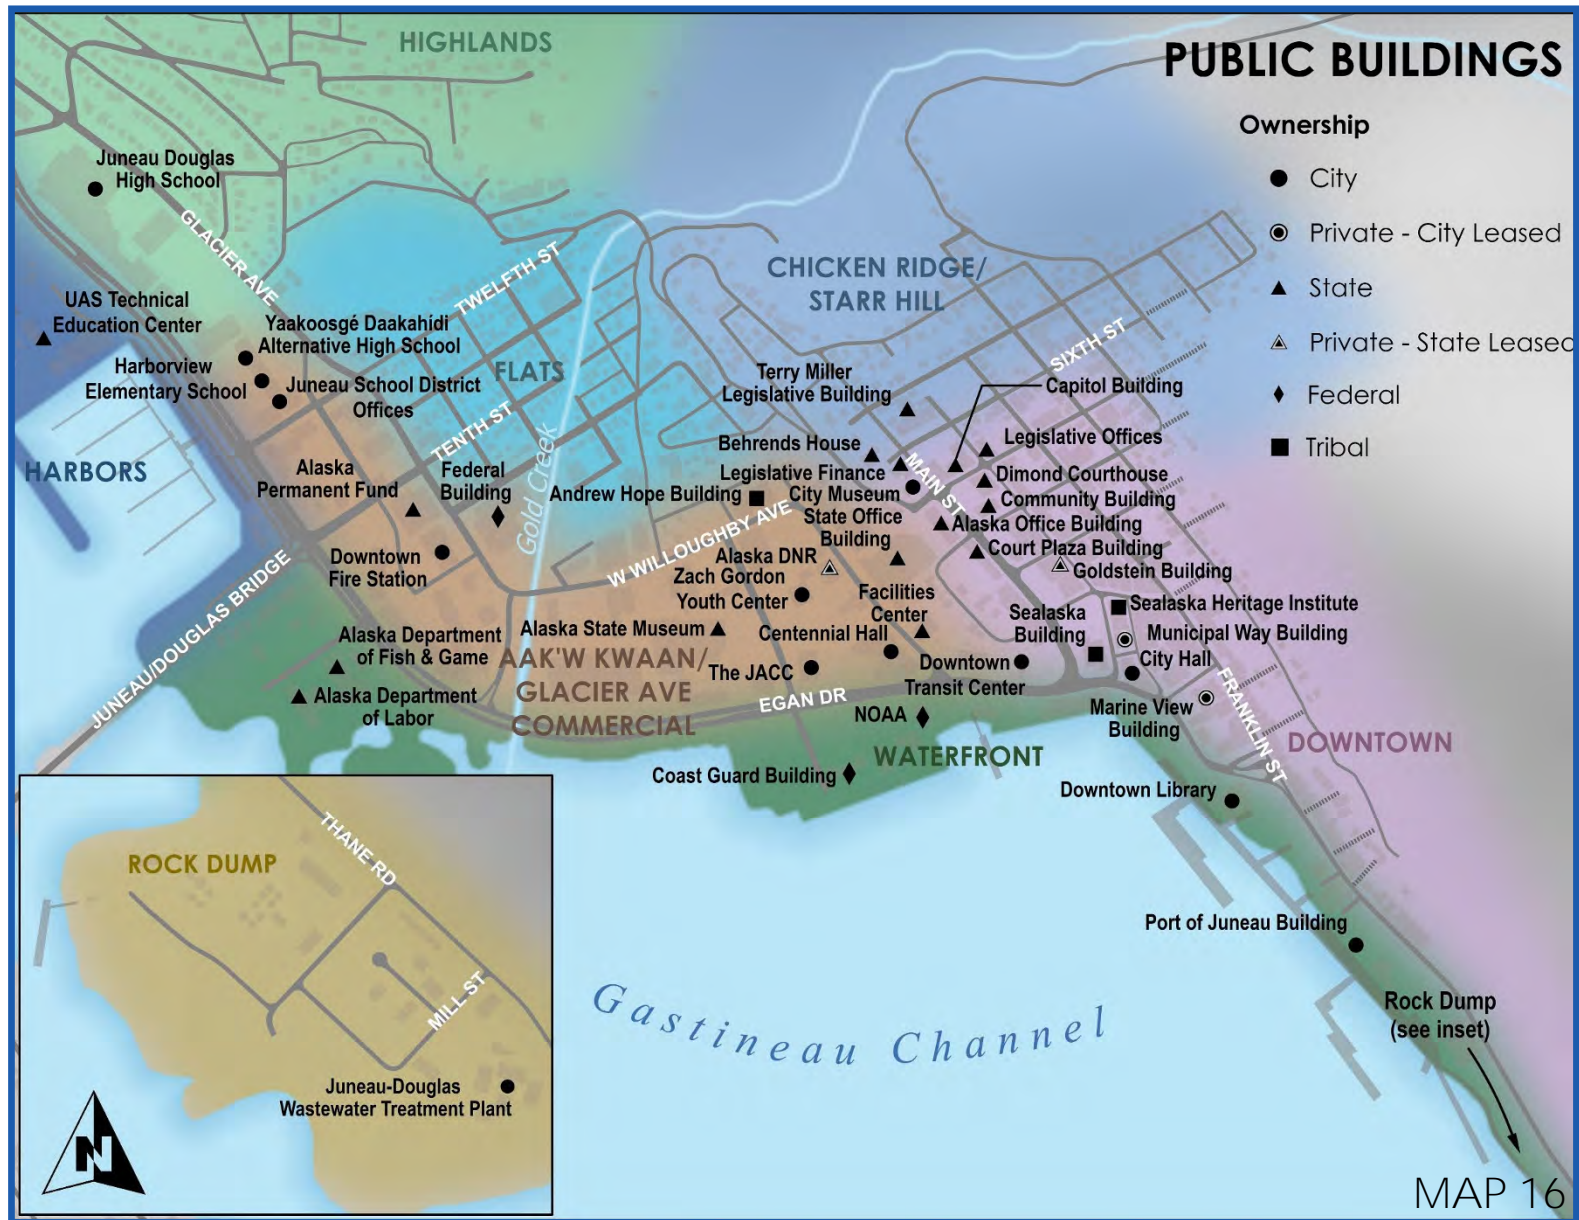 PUBLIC BUILDINGS
Ownership
City
Private - City Leased
State
Private - State Leased
Federal
Tribal
HIGHLANDS
Juneau Douglas
High School
GLACIER AVE
TWELFTH ST
CHICKEN RIDGE/
STARR HILL
UAS Technical
Education Center
Yaakoosgé Daakahídi
Alternative High School
Harborview
Elementary School
Juneau School District
Offices
FLATS
SIXTH ST
Terry Miller
Legislative Building
Capitol Building
TENTH ST
HARBORS
Alaska
Permanent Fund
Federal
Building
Gold Creek
Behrends House
Legislative Finance
Andrew Hope Building
City Museum
MAIN ST
Legislative Offices
Dimond Courthouse
Community Building
Alaska Office Building
State Office
Building
Court Plaza Building
Goldstein Building
W WILLOUGHBY AVE
Downtown
Fire Station
Alaska DNR
Zach Gordon
Youth Center
Facilities
Center
Sealaska
Building
Sealaska Heritage Institute
Municipal Way Building
City Hall
JUNEAU/DOUGLAS BRIDGE
Alaska Department
of Fish & Game
Alaska Department
of Labor
Alaska State Museum
Centennial Hall
The JACC
AAK'W KWAAN/
GLACIER AVE
COMMERCIAL
EGAN DR
Downtown
Transit Center
NOAA
Marine View
Building
FRANKLIN ST
DOWNTOWN
WATERFRONT
Coast Guard Building
Downtown Library
Port of Juneau Building
Rock Dump
(see inset)
Gastineau Channel
THANE RD
ROCK DUMP
MILL ST
Juneau-Douglas
Wastewater Treatment Plant
N
MAP 16